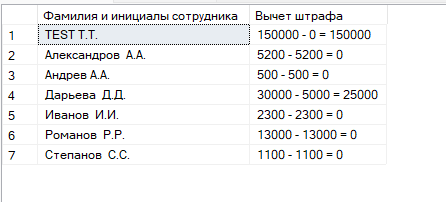 Фамилия и инициалы сотрудника Вычет штрафа
1 TEST Т.Т. 150000 - 0 = 150000
2 Александров А.А. 5200 - 5200 = 0
3 Андрев А.А. 500 - 500 = 0
4 Дарьева Д.Д. 30000 - 5000 = 25000
5 Иванов И.И. 2300 - 2300 = 0
6 Романов Р.Р. 13000 - 13000 = 0
7 Степанов С.С. 1100 - 1100 = 0